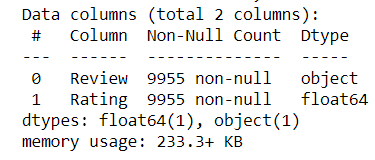 Data columns (total 2 columns):
 #   Column  Non-Null Count  Dtype
---  ------  --------------  -----
 0   Review  9955 non-null   object
 1   Rating  9955 non-null   float64
dtypes: float64(1), object(1)
memory usage: 233.3+ KB